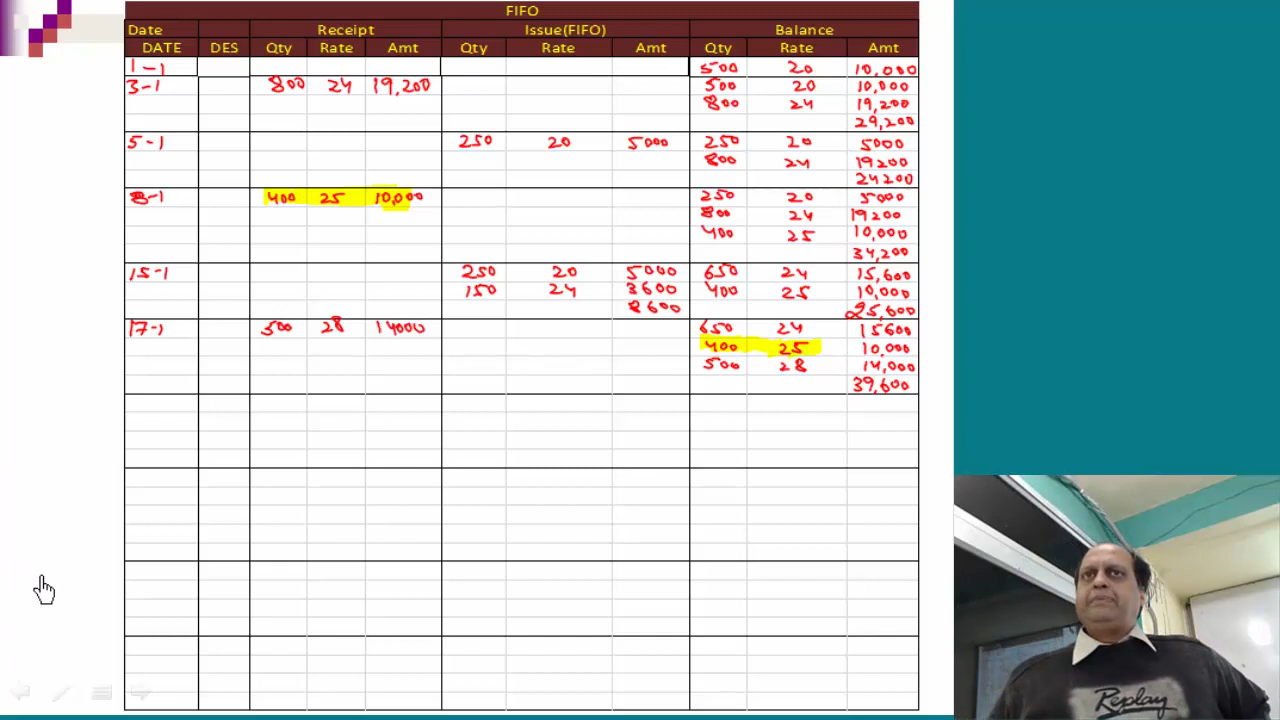 FIFO
Date Receipt Issue(FIFO) Balance
DATE DES Qty Rate Amt Qty Rate Amt Qty Rate Amt
1-1 500 20 10,000
3-1 800 24 19,200 500 20 10,000
800 24 19,200
29,200
5-1 250 20 5000 250 20 5000
800 24 19200
24200
8-1 400 25 10,000 250 20 5000
800 24 19200
400 25 10,000
34,200
15-1 250 20 5000 650 24 15,600
150 24 3600 400 25 10,000
8600 25,600
17-1 500 28 14000 650 24 15600
400 25 10,000
500 28 14,000
39,600
Replay